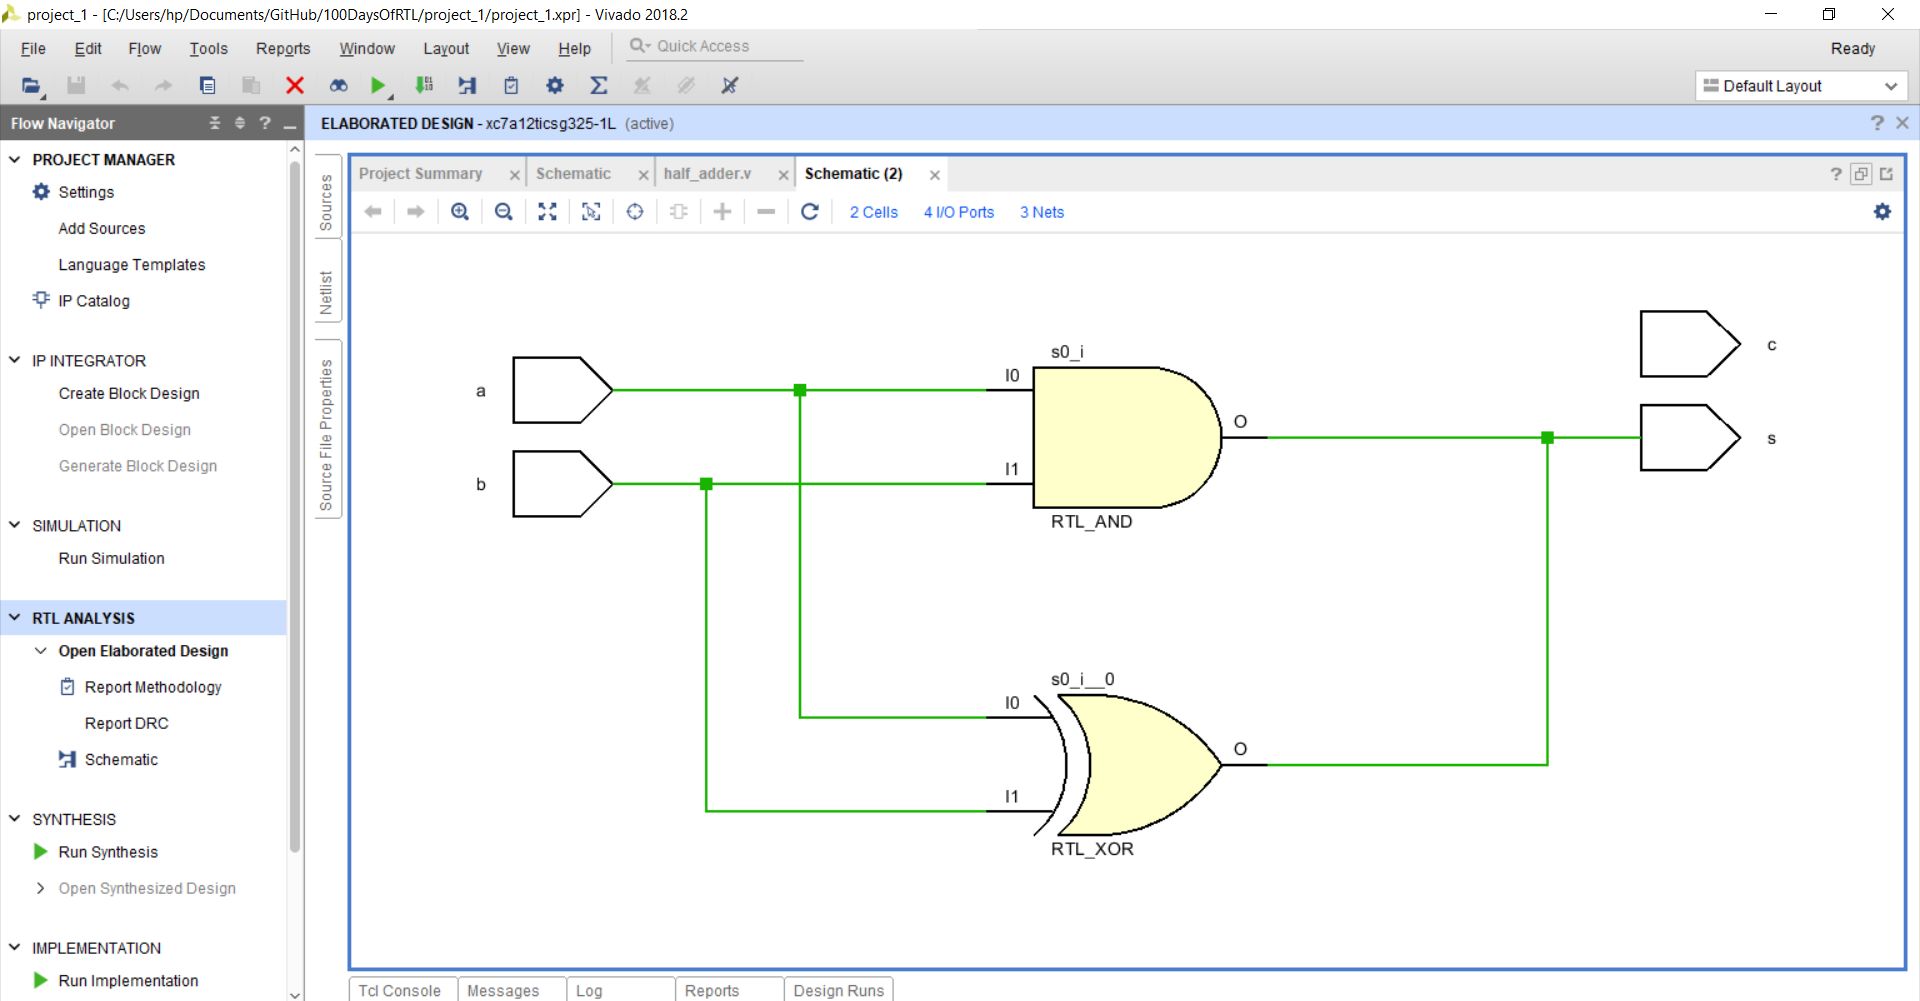 project_1 - [C:/Users/hp/Documents/GitHub/100DaysOfRTL/project_1/project_1.xpr] - Vivado 2018.2
File Edit Flow Tools Reports Window Layout View Help Quick Access Ready
Default Layout
Flow Navigator
ELABORATED DESIGN - xc7a12ticsg325-1L (active)
PROJECT MANAGER
Settings
Add Sources
Language Templates
IP Catalog
IP INTEGRATOR
Create Block Design
Open Block Design
Generate Block Design
SIMULATION
Run Simulation
RTL ANALYSIS
Open Elaborated Design
Report Methodology
Report DRC
Schematic
SYNTHESIS
Run Synthesis
Open Synthesized Design
IMPLEMENTATION
Run Implementation
Sources
Netlist
Source File Properties
Project Summary Schematic half_adder.v Schematic (2)
2 Cells 4 I/O Ports 3 Nets
a
b
s0_i
I0
I1
O
RTL_AND
s0_i__0
I0
I1
O
RTL_XOR
c
s
Tcl Console Messages Log Reports Design Runs